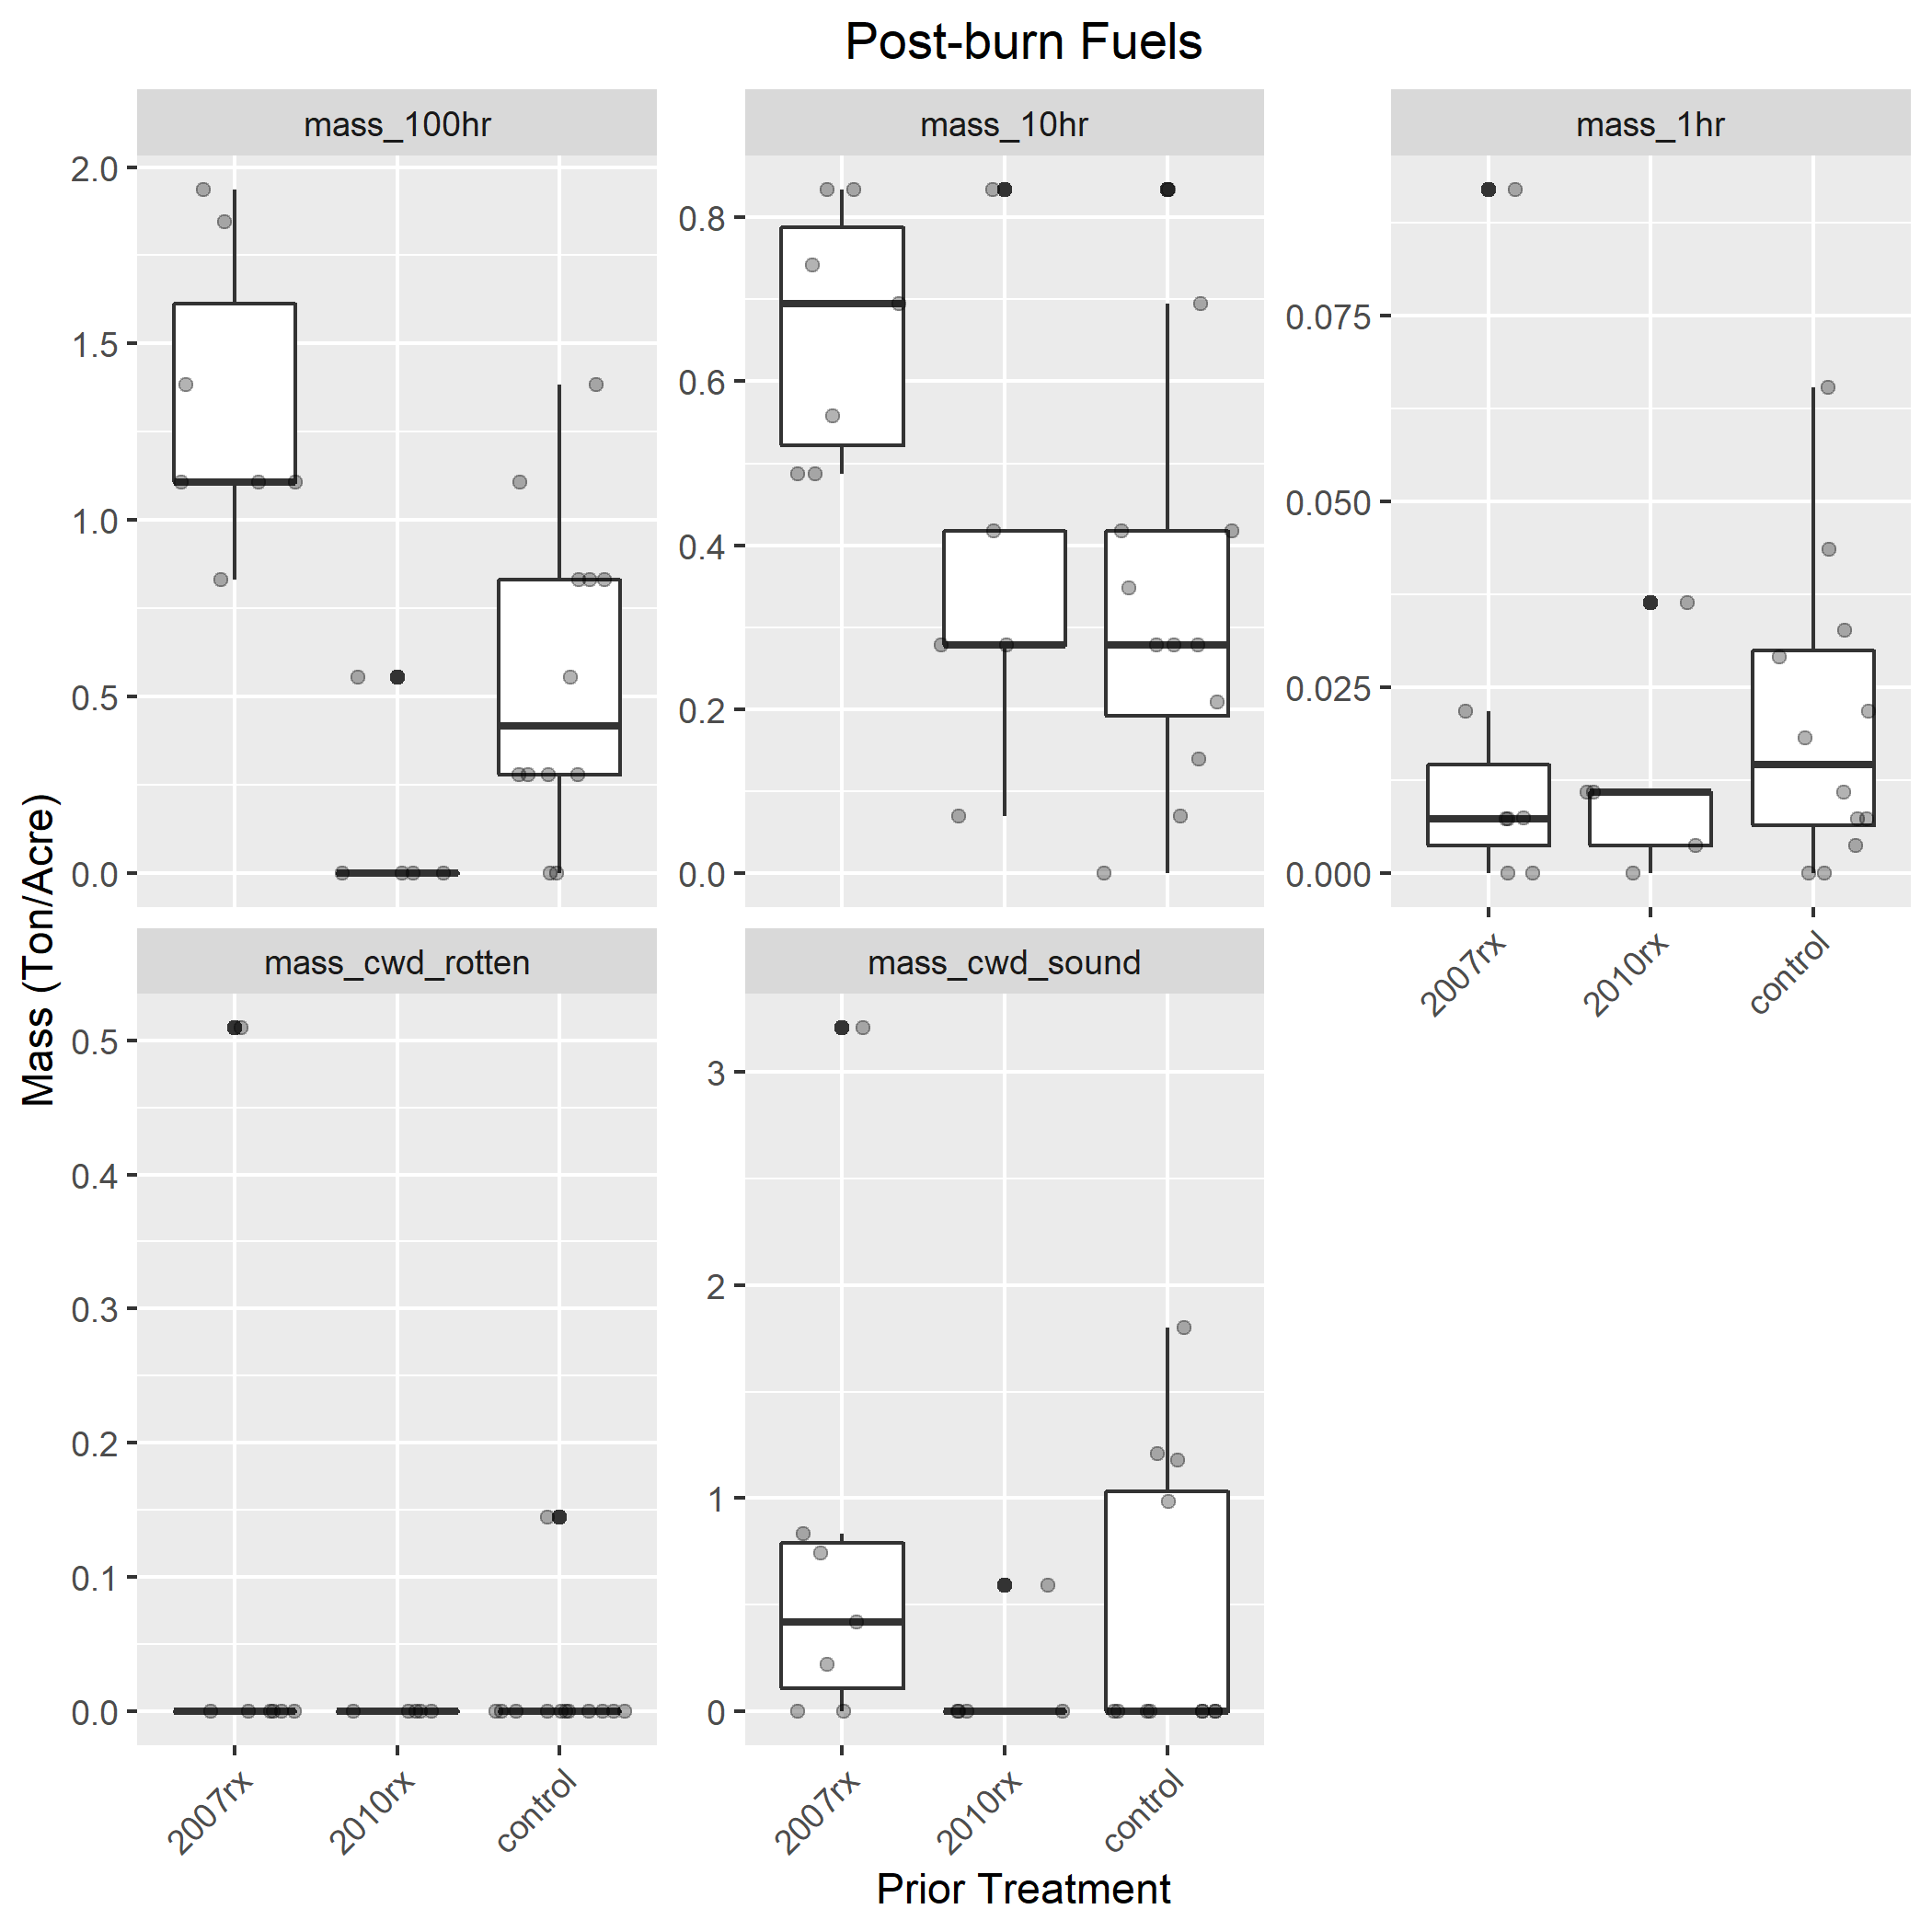 Post-burn Fuels
mass_100hr
mass_10hr
mass_1hr
2.0
1.5
1.0
0.5
0.0
0.8
0.6
0.4
0.2
0.0
0.075
0.050
0.025
0.000
2007rx
2010rx
control
Mass (Ton/Acre)
mass_cwd_rotten
mass_cwd_sound
0.5
0.4
0.3
0.2
0.1
0.0
3
2
1
0
2007rx
2010rx
control
2007rx
2010rx
control
Prior Treatment